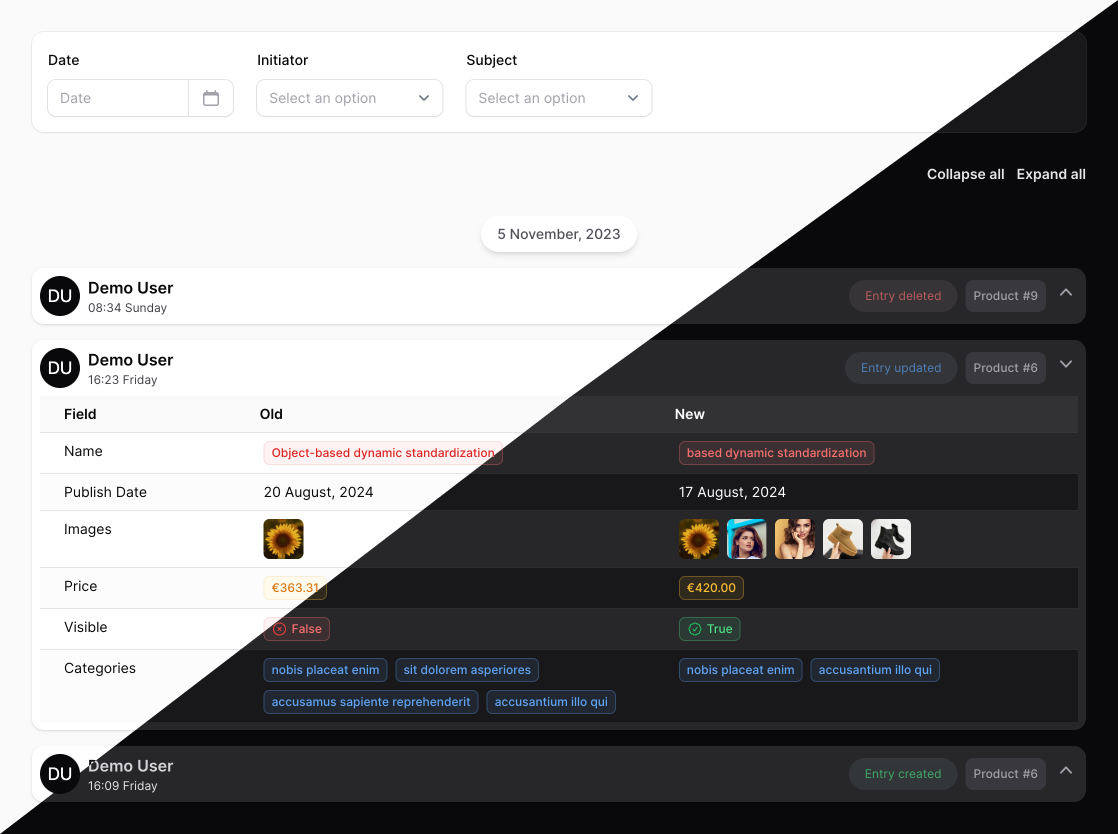 Date Initiator Subject
Date Select an option Select an option
Collapse all Expand all
5 November, 2023
DU Demo User Entry deleted Product #9
08:34 Sunday
DU Demo User Entry updated Product #6
16:23 Friday
Field Old New
Name Object-based dynamic standardization based dynamic standardization
Publish Date 20 August, 2024 17 August, 2024
Images
Price €363.31 €420.00
Visible False True
Categories nobis placeat enim sit dolorem asperiores nobis placeat enim accusantium illo qui
accusamus sapiente reprehenderit accusantium illo qui
DU Demo User Entry created Product #6
16:09 Friday